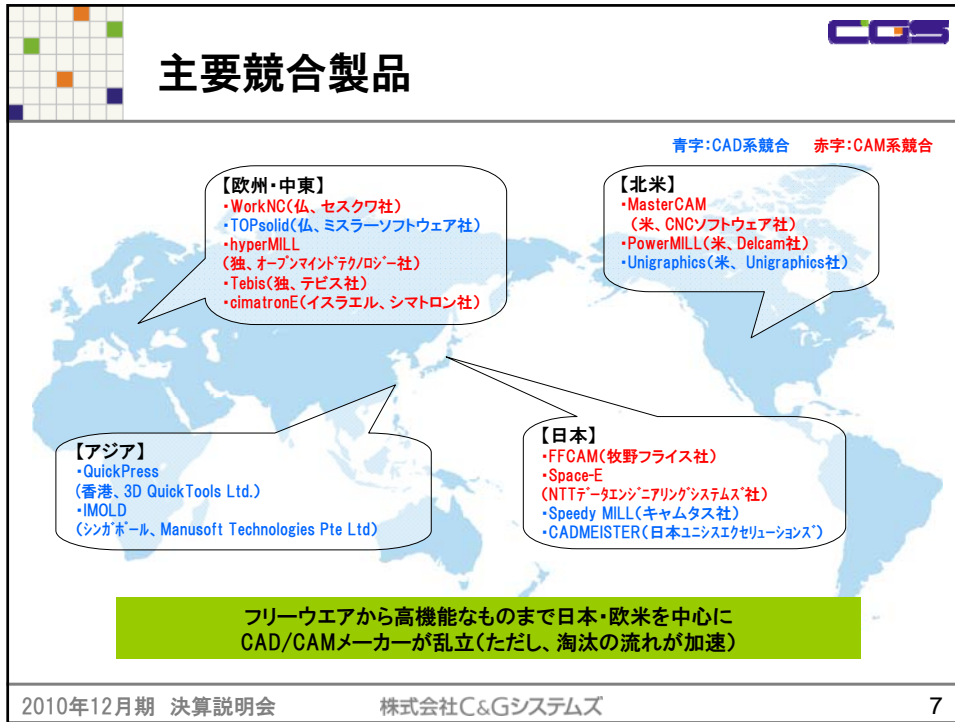 CGS
主要競合製品
青字:CAD系競合 赤字:CAM系競合
【欧州・中東】
・WorkNC(仏、セスクワ社)
・TOPsolid(仏、ミスラーソフトウェア社)
・hyperMILL
(独、オープンマインドテクノロジー社)
・Tebis(独、テビス社)
・cimatronE(イスラエル、シマトロン社)
【北米】
・MasterCAM
(米、CNCソフトウェア社)
・PowerMILL(米、Delcam社)
・Unigraphics(米、Unigraphics社)
【アジア】
・QuickPress
(香港、3D QuickTools Ltd.)
・IMOLD
(シンガポール、Manusoft Technologies Pte Ltd)
【日本】
・FFCAM(牧野フライス社)
・Space-E
(NTTデータエンジニアリングシステムズ社)
・Speedy MILL(キャムタス社)
・CADMEISTER(日本ユニシスエクセリューションズ)
フリーウエアから高機能なものまで日本・欧米を中心に
CAD/CAMメーカーが乱立(ただし、淘汰の流れが加速)
2010年12月期 決算説明会 株式会社C&Gシステムズ 7